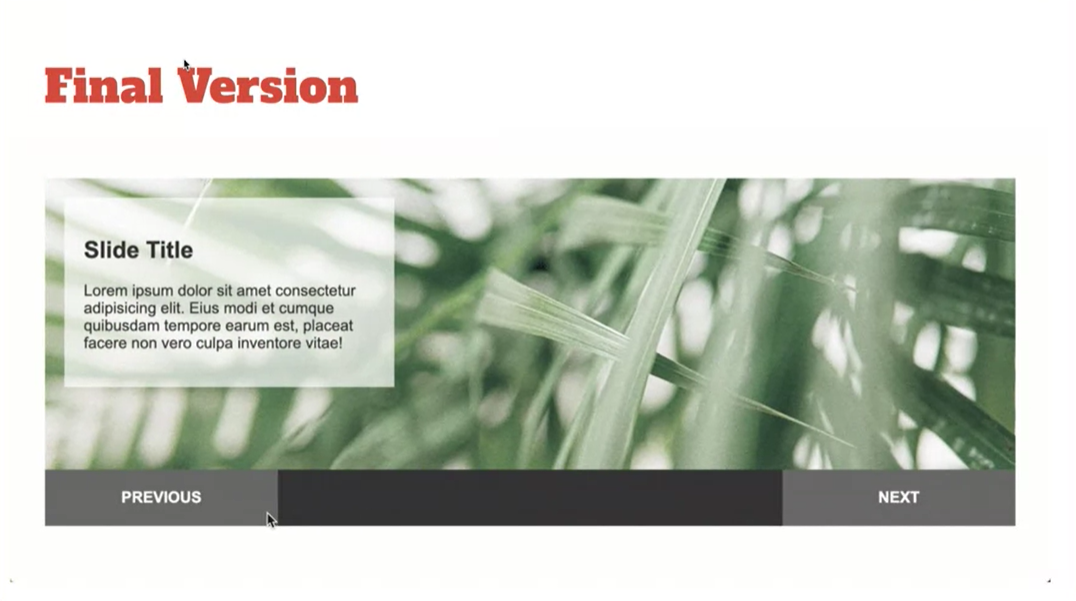 Final Version
Slide Title
Lorem ipsum dolor sit amet consectetur
adipisicing elit. Eius modi et cumque
quibusdam tempore earum est, placeat
facere non vero culpa inventore vitae!
PREVIOUS
NEXT